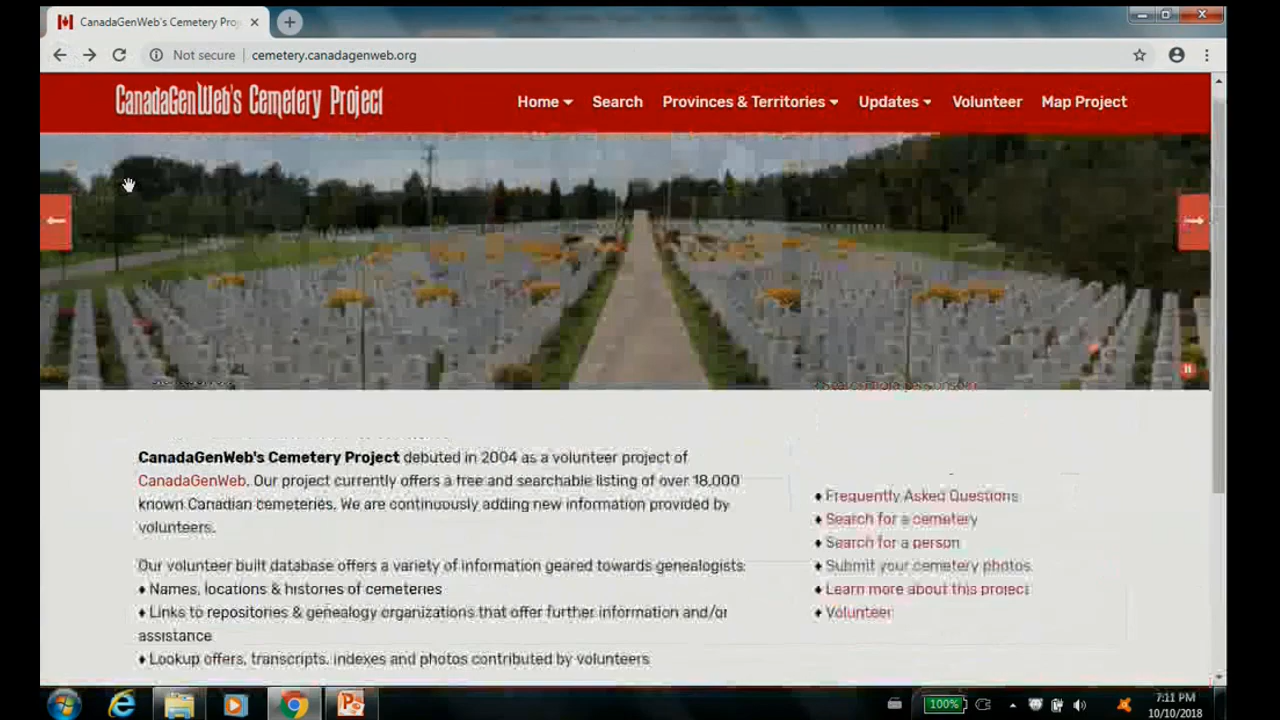 CanadaGenWeb's Cemetery Pro
Not secure
cemetery.canadagenweb.org
CanadaGenWeb's Cemetery Project
Home Search Provinces & Territories Updates Volunteer Map Project
CanadaGenWeb's Cemetery Project debuted in 2004 as a volunteer project of
CanadaGenWeb. Our project currently offers a free and searchable listing of over 18,000
known Canadian cemeteries. We are continuously adding new information provided by
volunteers.
Our volunteer built database offers a variety of information geared towards genealogists:
♦ Names, locations & histories of cemeteries
♦ Links to repositories & genealogy organizations that offer further information and/or
assistance
♦ Lookup offers, transcripts, indexes and photos contributed by volunteers
♦ Frequently Asked Questions
♦ Search for a cemetery
♦ Search for a person
♦ Submit your cemetery photos
♦ Learn more about this project
♦ Volunteer
100%
7:11 PM
10/10/2018